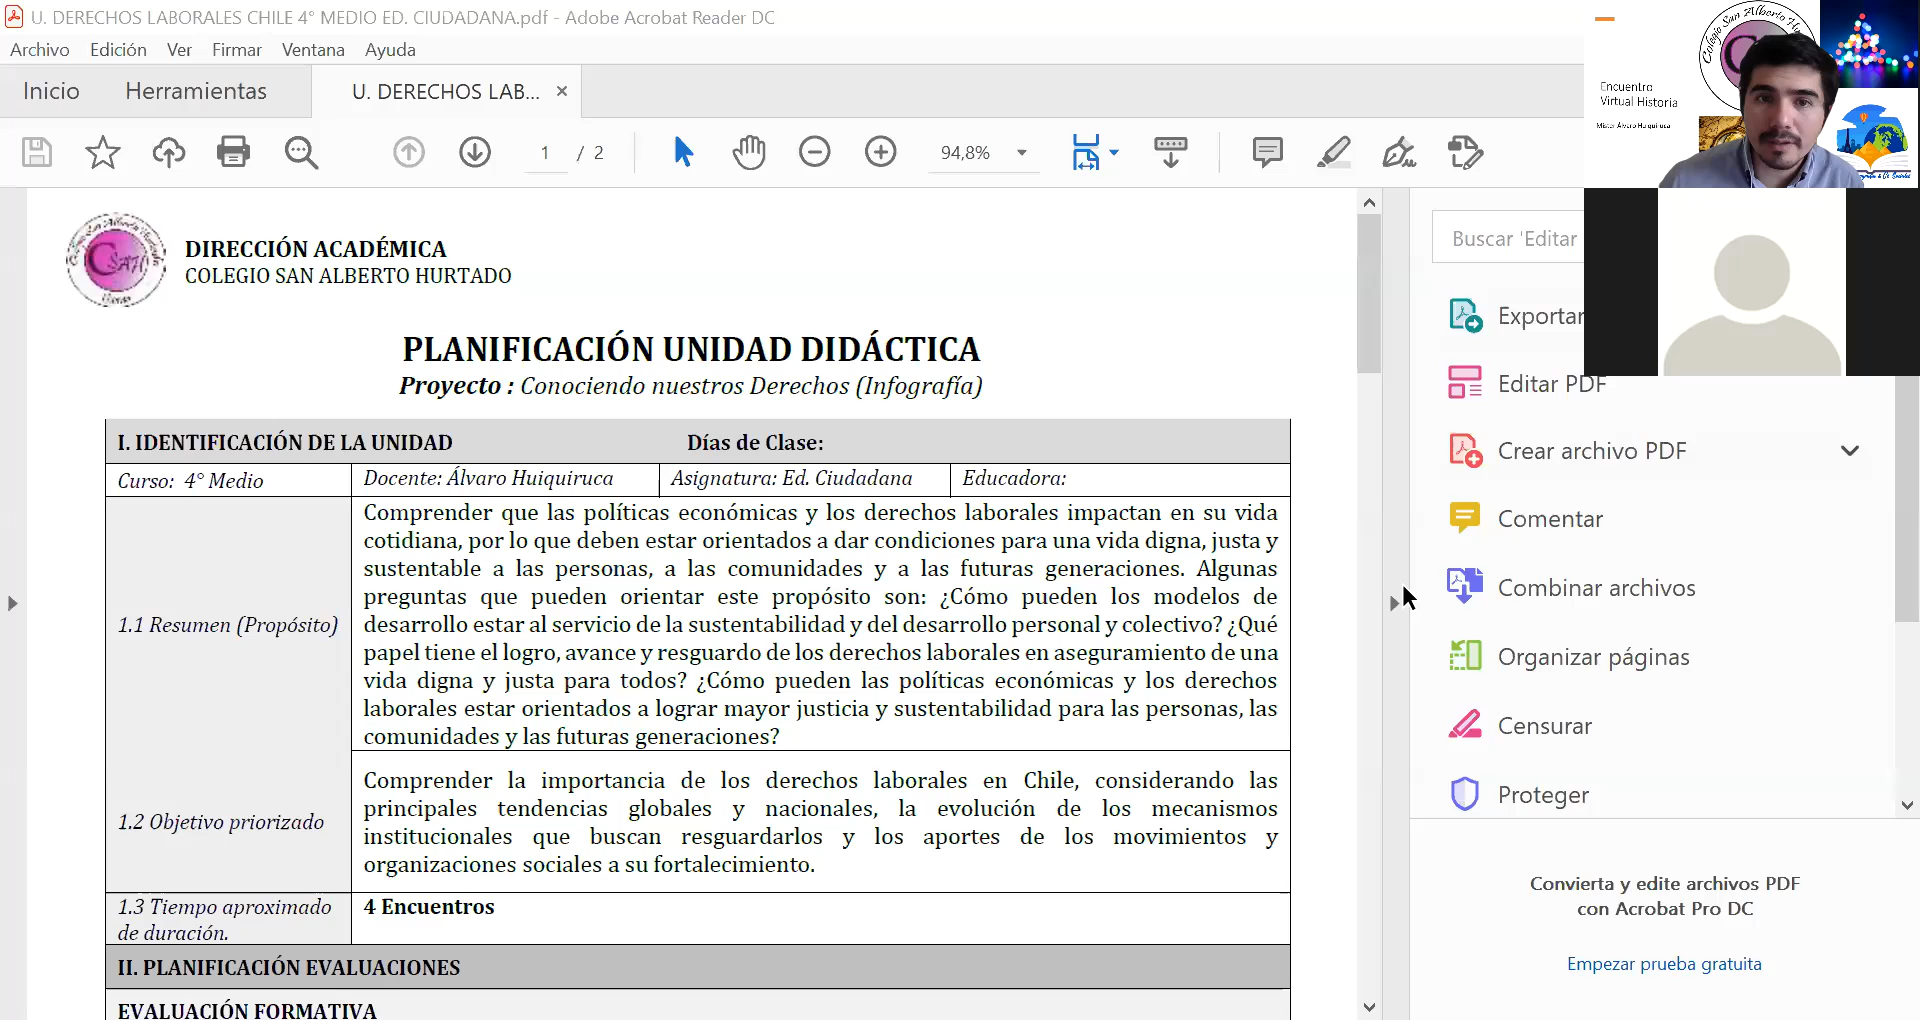 U. DERECHOS LABORALES CHILE 4° MEDIO ED. CIUDADANA.pdf - Adobe Acrobat Reader DC
Archivo Edición Ver Firmar Ventana Ayuda
Inicio Herramientas U. DERECHOS LAB... ×
1 / 2 94,8%
Encuentro
Virtual Historia
Míster Álvaro Huiquiruca
Colegio San Alberto Hu
DIRECCIÓN ACADÉMICA
COLEGIO SAN ALBERTO HURTADO
PLANIFICACIÓN UNIDAD DIDÁCTICA
Proyecto : Conociendo nuestros Derechos (Infografía)
I. IDENTIFICACIÓN DE LA UNIDAD Días de Clase:
Curso: 4° Medio Docente: Álvaro Huiquiruca Asignatura: Ed. Ciudadana Educadora:
1.1 Resumen (Propósito)
Comprender que las políticas económicas y los derechos laborales impactan en su vida
cotidiana, por lo que deben estar orientados a dar condiciones para una vida digna, justa y
sustentable a las personas, a las comunidades y a las futuras generaciones. Algunas
preguntas que pueden orientar este propósito son: ¿Cómo pueden los modelos de
desarrollo estar al servicio de la sustentabilidad y del desarrollo personal y colectivo? ¿Qué
papel tiene el logro, avance y resguardo de los derechos laborales en aseguramiento de una
vida digna y justa para todos? ¿Cómo pueden las políticas económicas y los derechos
laborales estar orientados a lograr mayor justicia y sustentabilidad para las personas, las
comunidades y las futuras generaciones?
1.2 Objetivo priorizado
Comprender la importancia de los derechos laborales en Chile, considerando las
principales tendencias globales y nacionales, la evolución de los mecanismos
institucionales que buscan resguardarlos y los aportes de los movimientos y
organizaciones sociales a su fortalecimiento.
1.3 Tiempo aproximado
de duración.
4 Encuentros
II. PLANIFICACIÓN EVALUACIONES
EVALUACIÓN FORMATIVA
Buscar 'Editar
Exportar
Editar PDF
Crear archivo PDF
Comentar
Combinar archivos
Organizar páginas
Censurar
Proteger
Convierta y edite archivos PDF
con Acrobat Pro DC
Empezar prueba gratuita